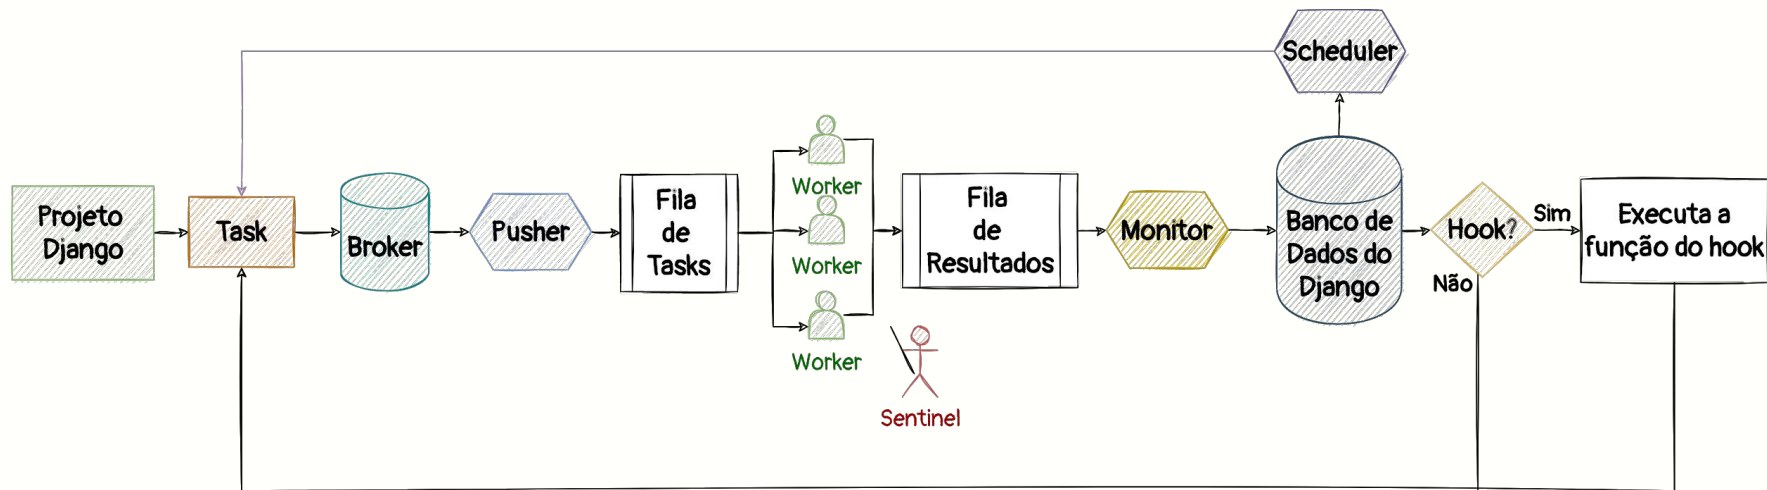 Scheduler
Projeto
Django
Task
Broker
Pusher
Fila
de
Tasks
Worker
Worker
Worker
Sentinel
Fila
de
Resultados
Monitor
Banco de
Dados do
Django
Hook?
Sim
Não
Executa a
função do hook